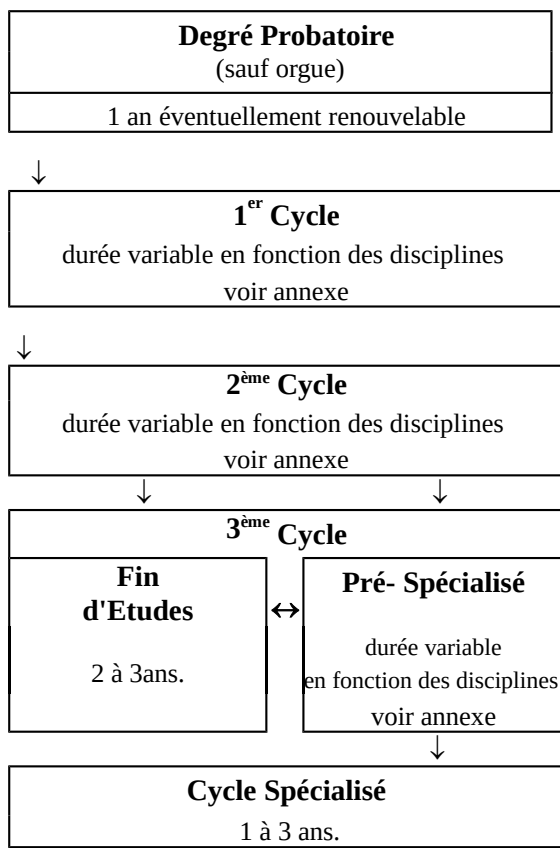 Degré Probatoire
(sauf orgue)
1 an éventuellement renouvelable
↓
1er Cycle
durée variable en fonction des disciplines
voir annexe
↓
2ème Cycle
durée variable en fonction des disciplines
voir annexe
↓ ↓
3ème Cycle
Fin
d'Etudes
2 à 3ans.
↔
Pré- Spécialisé
durée variable
en fonction des disciplines
voir annexe
↓
Cycle Spécialisé
1 à 3 ans.